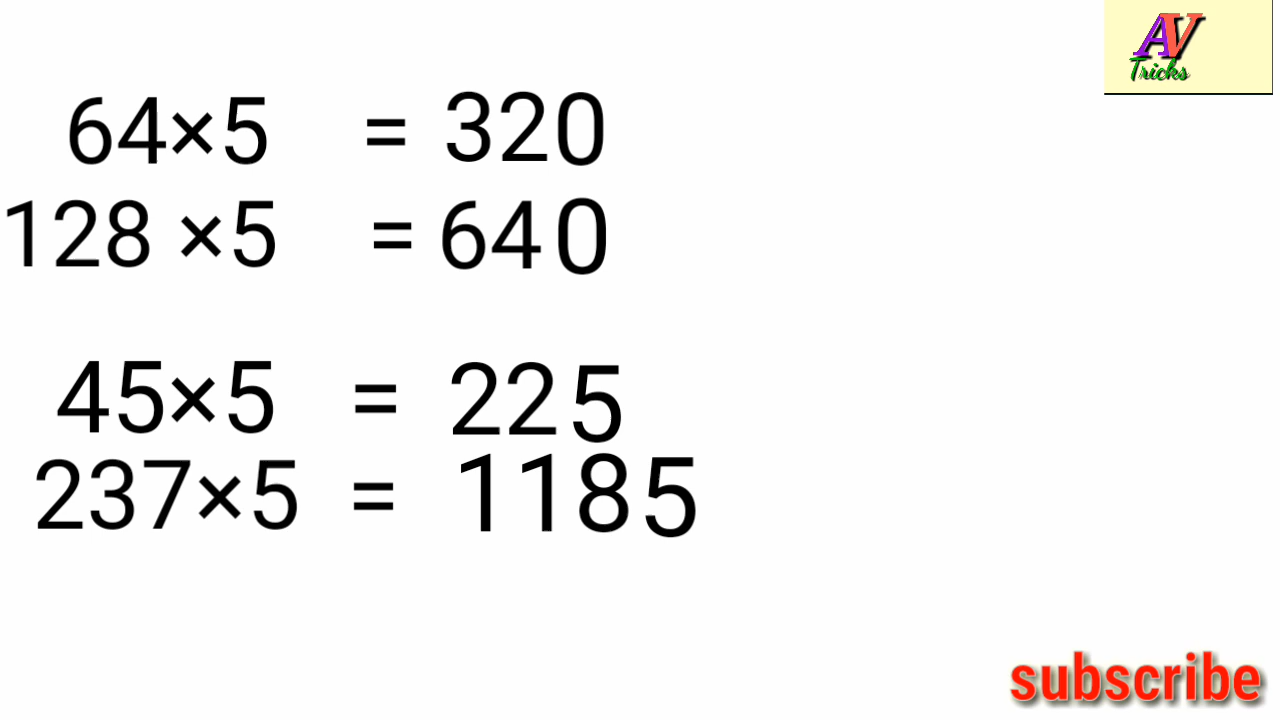 AV
Tricks
64×5 = 320
128 ×5 = 640
45×5 = 225
237×5 = 1185
subscribe